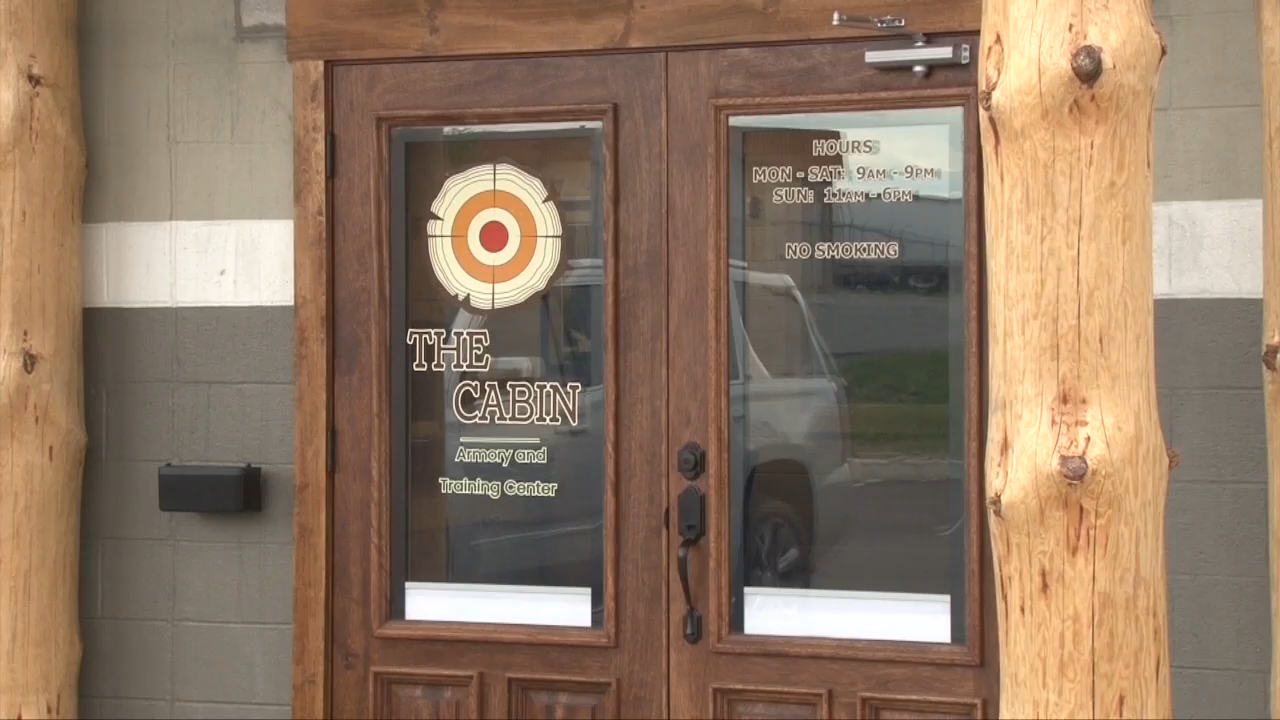 THE
CABIN
Armory and
Training Center
HOURS
MON - SAT: 9AM - 9PM
SUN: 11AM - 6PM
NO SMOKING